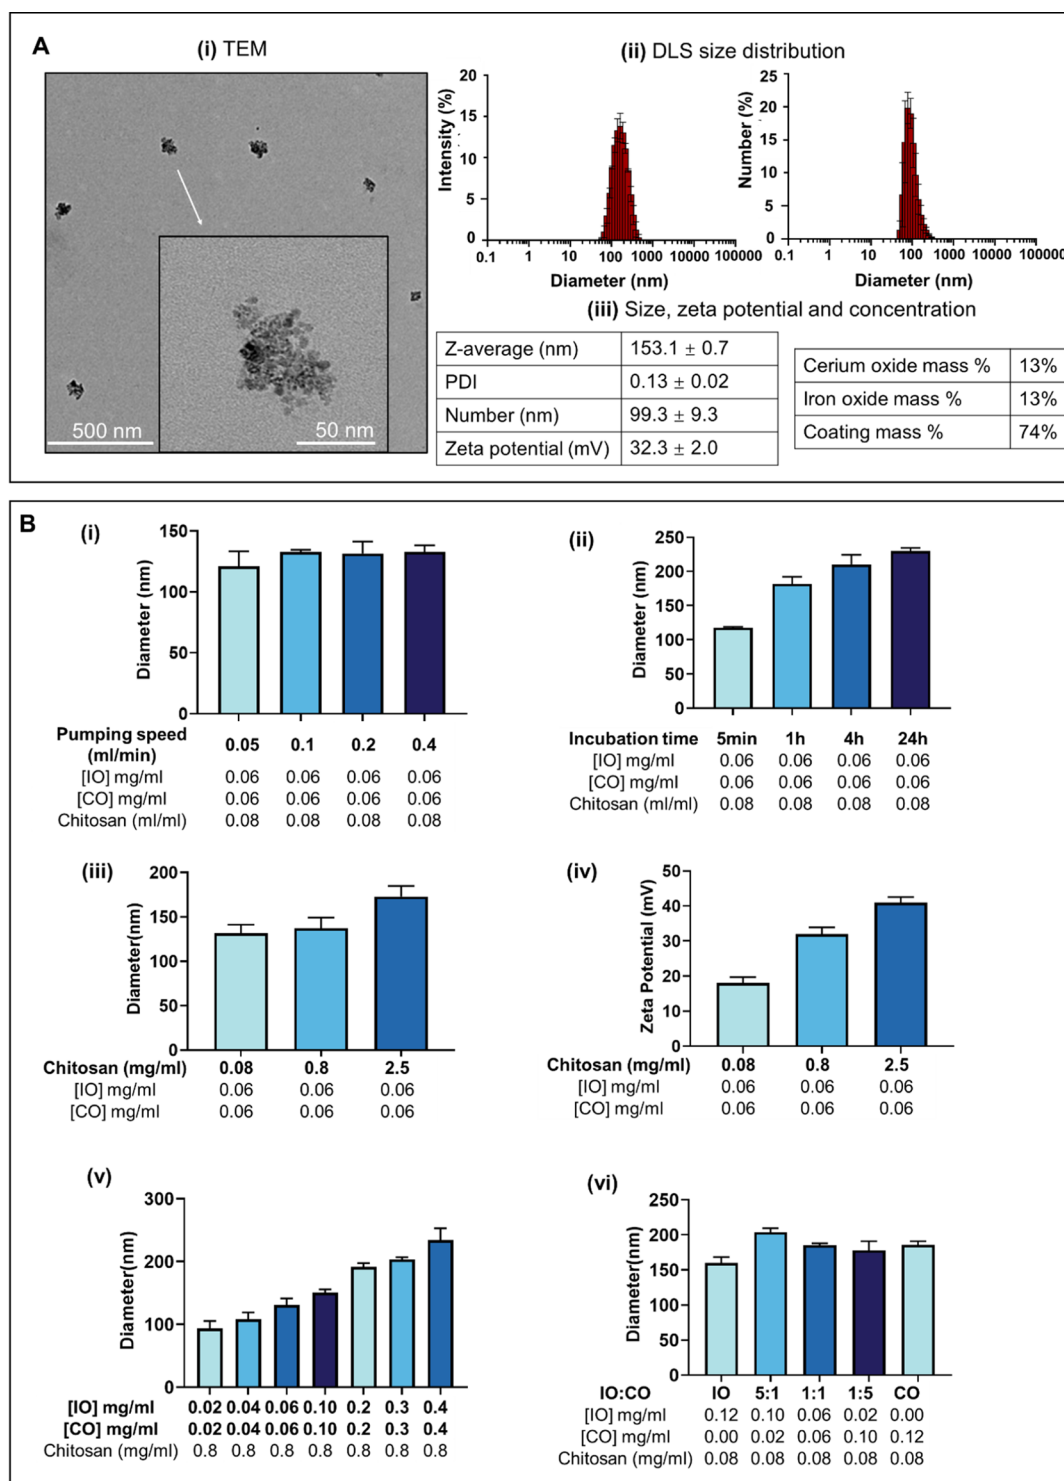 A
(i) TEM
500 nm
50 nm
(ii) DLS size distribution
Intensity (%)
20
15
10
5
0
0.1 1 10 100 1000 10000 100000
Diameter (nm)
Number (%)
25
20
15
10
5
0
0.1 1 10 100 1000 10000 100000
Diameter (nm)
(iii) Size, zeta potential and concentration
Z-average (nm) 153.1 ± 0.7
PDI 0.13 ± 0.02
Number (nm) 99.3 ± 9.3
Zeta potential (mV) 32.3 ± 2.0
Cerium oxide mass % 13%
Iron oxide mass % 13%
Coating mass % 74%
B
(i)
Diameter (nm)
150
100
50
0
Pumping speed
(ml/min) 0.05 0.1 0.2 0.4
[IO] mg/ml 0.06 0.06 0.06 0.06
[CO] mg/ml 0.06 0.06 0.06 0.06
Chitosan (ml/ml) 0.08 0.08 0.08 0.08
(ii)
Diameter (nm)
250
200
150
100
50
0
Incubation time 5min 1h 4h 24h
[IO] mg/ml 0.06 0.06 0.06 0.06
[CO] mg/ml 0.06 0.06 0.06 0.06
Chitosan (ml/ml) 0.08 0.08 0.08 0.08
(iii)
Diameter(nm)
200
150
100
50
0
Chitosan (mg/ml) 0.08 0.8 2.5
[IO] mg/ml 0.06 0.06 0.06
[CO] mg/ml 0.06 0.06 0.06
(iv)
Zeta Potential (mV)
50
40
30
20
10
0
Chitosan (mg/ml) 0.08 0.8 2.5
[IO] mg/ml 0.06 0.06 0.06
[CO] mg/ml 0.06 0.06 0.06
(v)
Diameter(nm)
300
200
100
0
[IO] mg/ml 0.02 0.04 0.06 0.10 0.2 0.3 0.4
[CO] mg/ml 0.02 0.04 0.06 0.10 0.2 0.3 0.4
Chitosan (mg/ml) 0.8 0.8 0.8 0.8 0.8 0.8 0.8
(vi)
Diameter(nm)
250
200
150
100
50
0
IO:CO IO 5:1 1:1 1:5 CO
[IO] mg/ml 0.12 0.10 0.06 0.02 0.00
[CO] mg/ml 0.00 0.02 0.06 0.10 0.12
Chitosan (mg/ml) 0.08 0.08 0.08 0.08 0.08